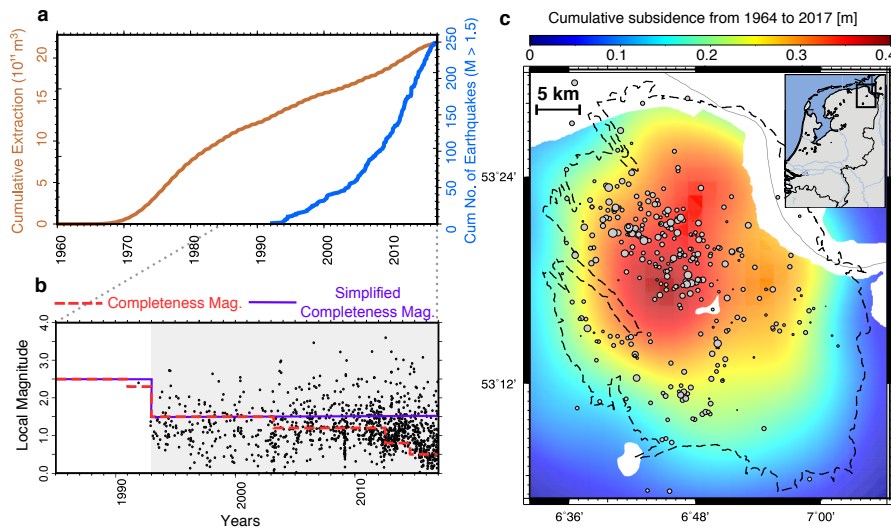 a
Cumulative Extraction (10¹¹ m³)
20
15
10
5
0
1960
1970
1980
1990
2000
2010
250
200
150
100
50
0
Cum No. of Earthquakes (M > 1.5)
b
Completeness Mag.
Simplified
Completeness Mag.
Local Magnitude
4.0
3.0
2.0
1.0
0.0
1990
2000
2010
Years
c
Cumulative subsidence from 1964 to 2017 [m]
0
0.1
0.2
0.3
0.4
5 km
53˚24'
53˚12'
6˚36'
6˚48'
7˚00'